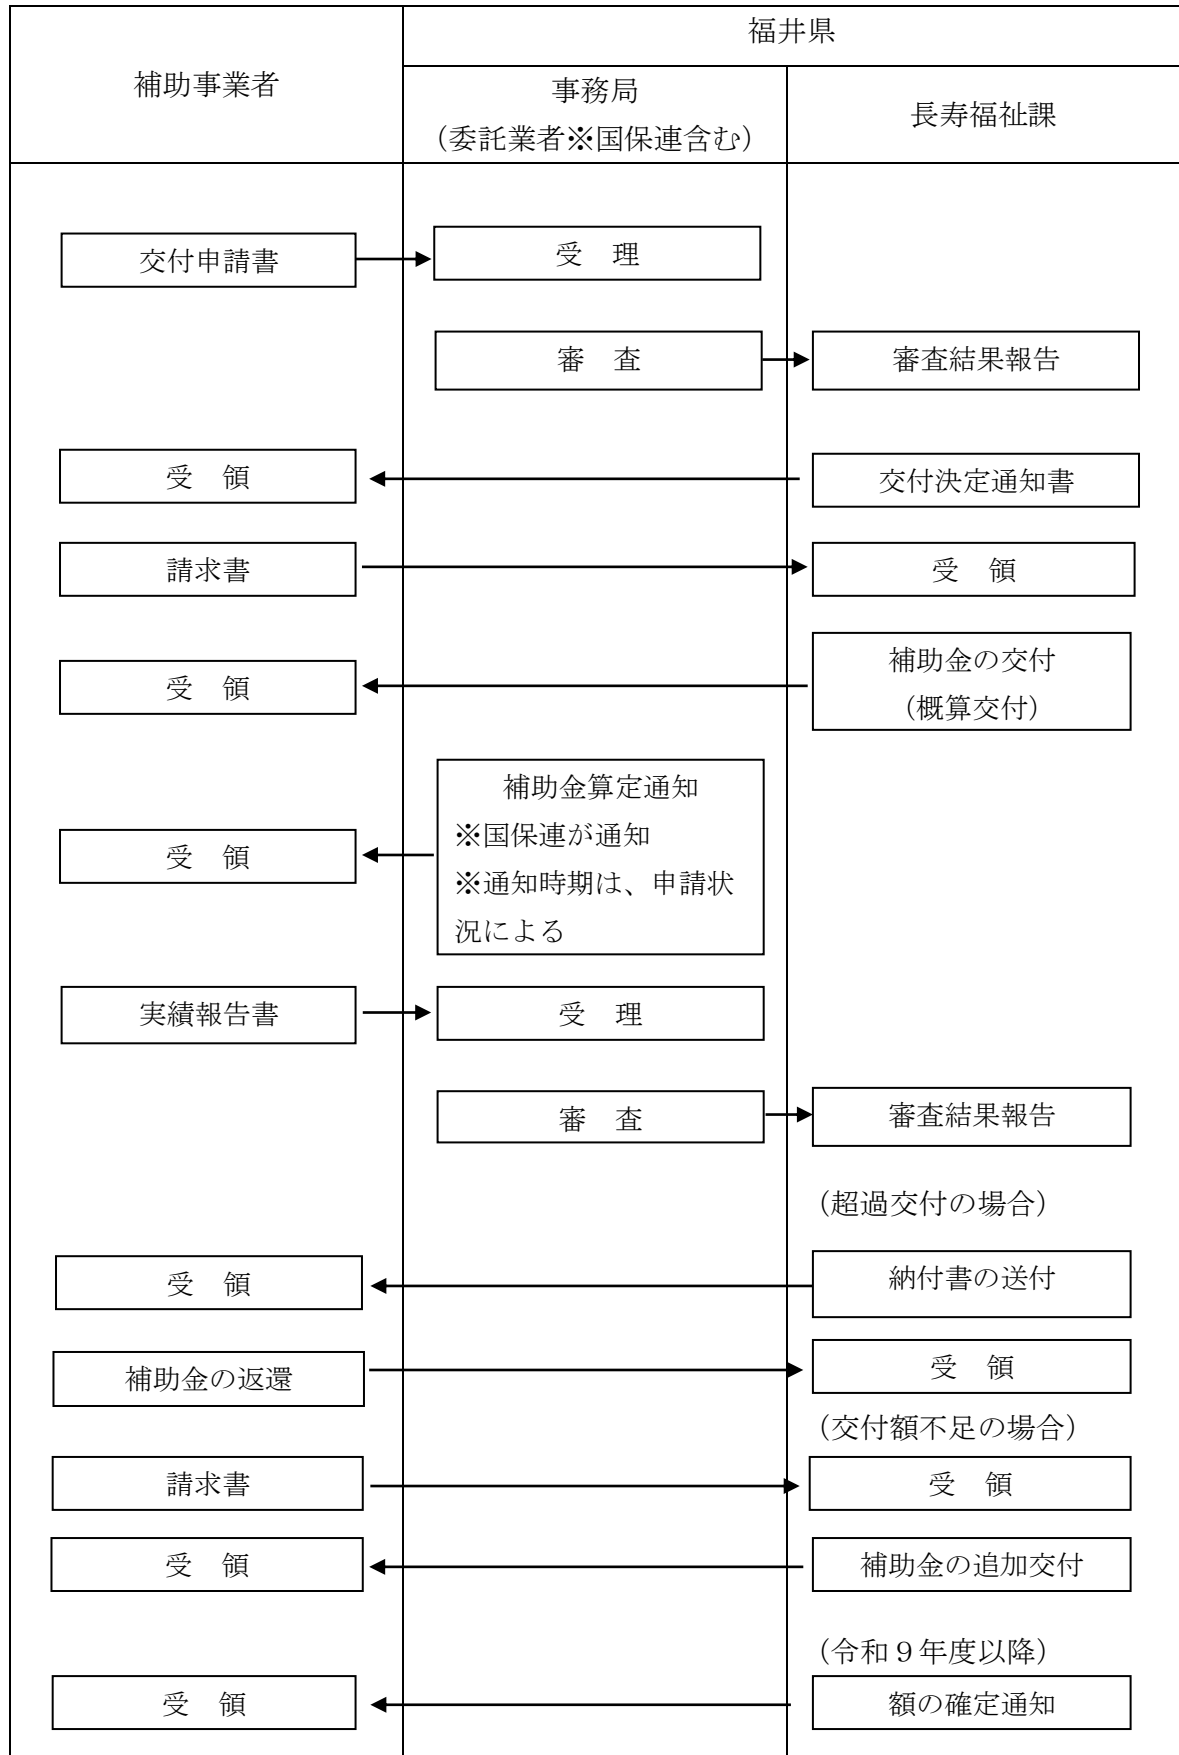 補助事業者
福井県
事務局
（委託業者※国保連含む）
長寿福祉課
交付申請書
受　理
審　査
審査結果報告
受　領
交付決定通知書
請求書
受　領
受　領
補助金の交付
（概算交付）
受　領
補助金算定通知
※国保連が通知
※通知時期は、申請状
況による
実績報告書
受　理
審　査
審査結果報告
（超過交付の場合）
受　領
納付書の送付
補助金の返還
受　領
（交付額不足の場合）
請求書
受　領
受　領
補助金の追加交付
（令和９年度以降）
受　領
額の確定通知